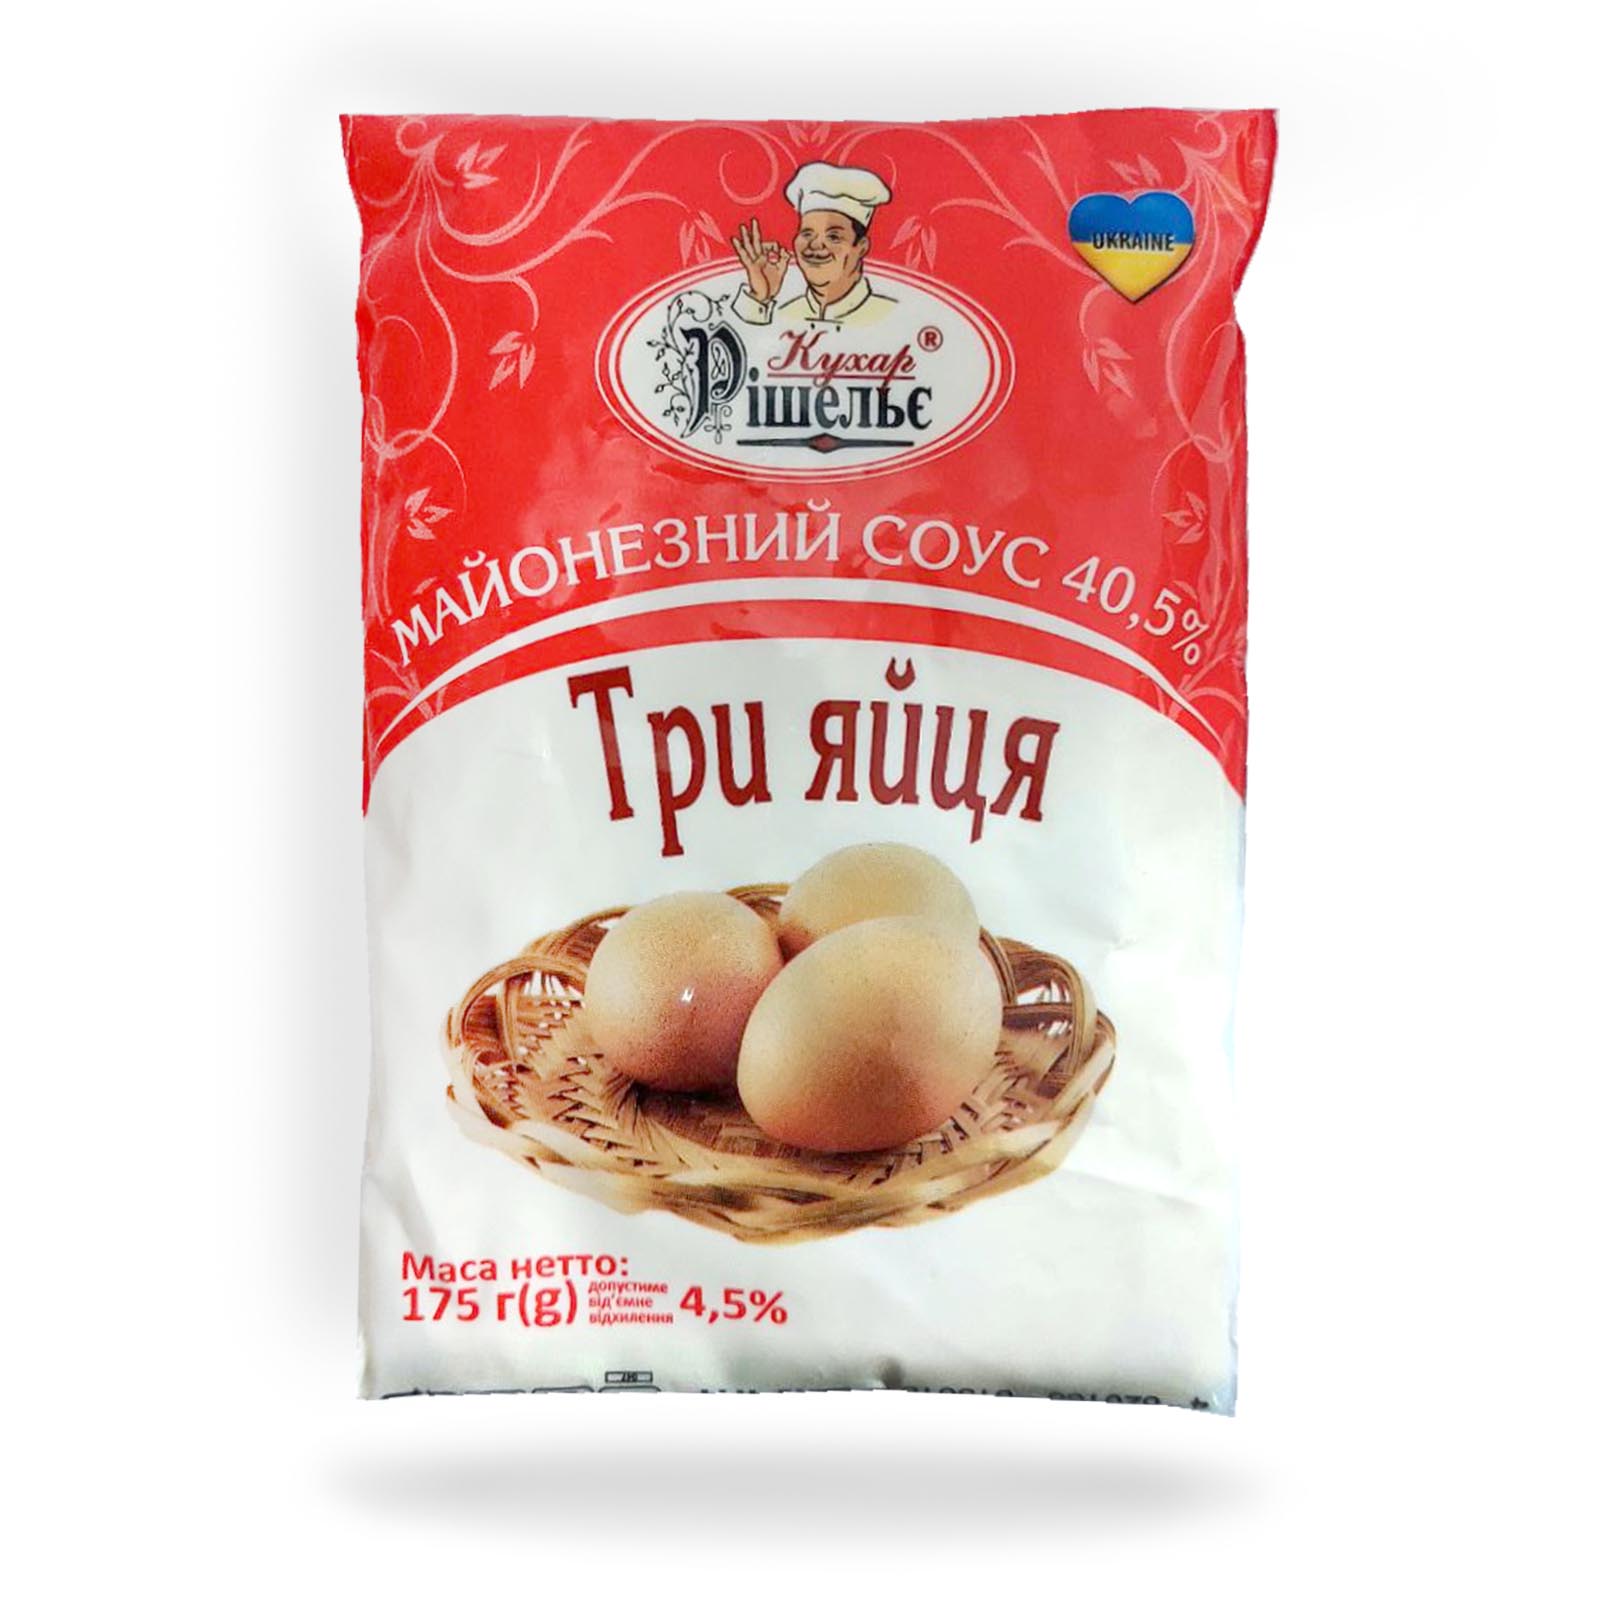 UKRAINE
Кухар®
Рішельє
МАЙОНЕЗНИЙ СОУС 40,5%
Три яйця
Маса нетто:
175 г(g) допустиме від'ємне відхилення 4,5%